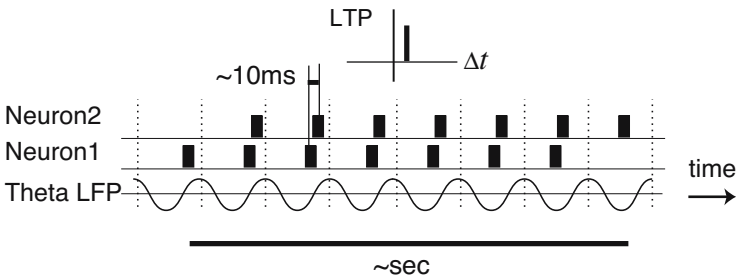 LTP
Δt
~10ms
Neuron2
Neuron1
Theta LFP
time
~sec